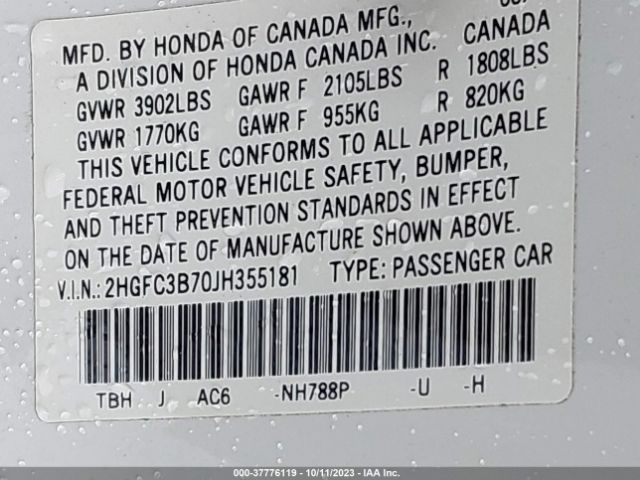 MFD. BY HONDA OF CANADA MFG.,
A DIVISION OF HONDA CANADA INC. CANADA
GVWR 3902LBS GAWR F 2105LBS R 1808LBS
GVWR 1770KG GAWR F 955KG R 820KG
THIS VEHICLE CONFORMS TO ALL APPLICABLE
FEDERAL MOTOR VEHICLE SAFETY, BUMPER,
AND THEFT PREVENTION STANDARDS IN EFFECT
ON THE DATE OF MANUFACTURE SHOWN ABOVE.
V.I.N.: 2HGFC3B70JH355181 TYPE: PASSENGER CAR
TBH J AC6 -NH788P -U -H
000-37776119 - 10/11/2023 - IAA Inc.